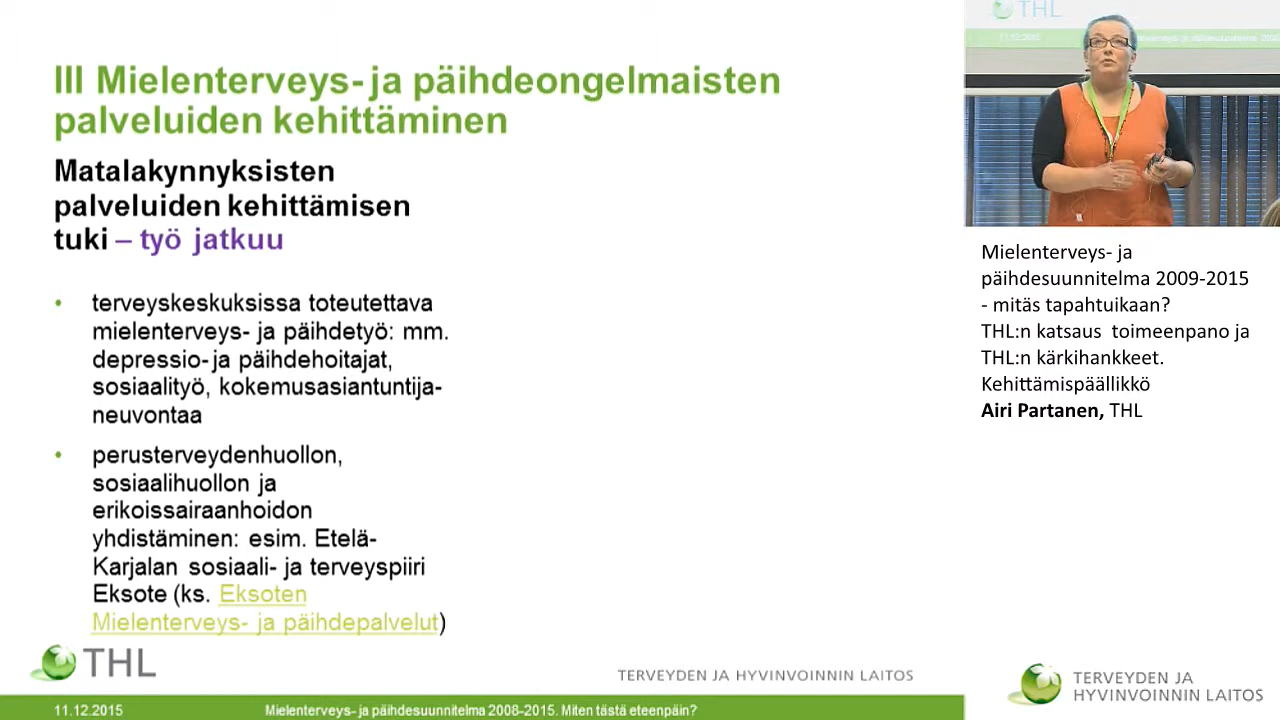 III Mielenterveys- ja päihdeongelmaisten
palveluiden kehittäminen
Matalakynnyksisten
palveluiden kehittämisen
tuki – työ jatkuu
• terveyskeskuksissa toteutettava
mielenterveys- ja päihdetyö: mm.
depressio- ja päihdehoitajat,
sosiaalityö, kokemusasiantuntija-
neuvontaa
• perusterveydenhuollon,
sosiaalihuollon ja
erikoissairaanhoidon
yhdistäminen: esim. Etelä-
Karjalan sosiaali- ja terveyspiiri
Eksote (ks. Eksoten
Mielenterveys- ja päihdepalvelut)
THL
TERVEYDEN JA HYVINVOINNIN LAITOS
11.12.2015
Mielenterveys- ja päihdesuunnitelma 2008-2015. Miten tästä eteenpäin?
THL
11.12.2015
Mielenterveys- ja
päihdesuunnitelma 2009-2015
- mitäs tapahtuikaan?
THL:n katsaus toimeenpano ja
THL:n kärkihankkeet.
Kehittämispäällikkö
Airi Partanen, THL
TERVEYDEN JA
HYVINVOINNIN LAITOS